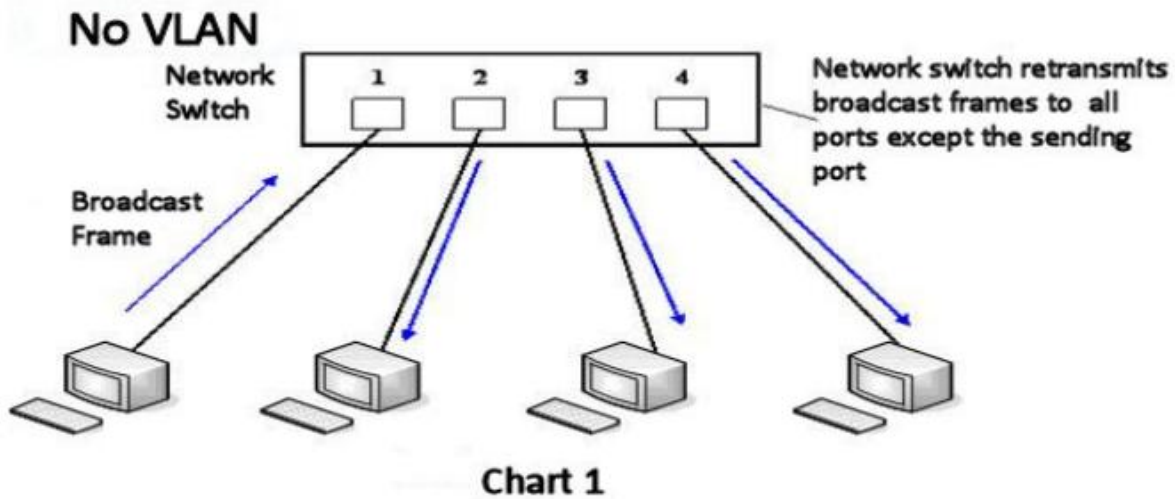 No VLAN
Network
Switch
1 2 3 4
Network switch retransmits
broadcast frames to all
ports except the sending
port
Broadcast
Frame
Chart 1